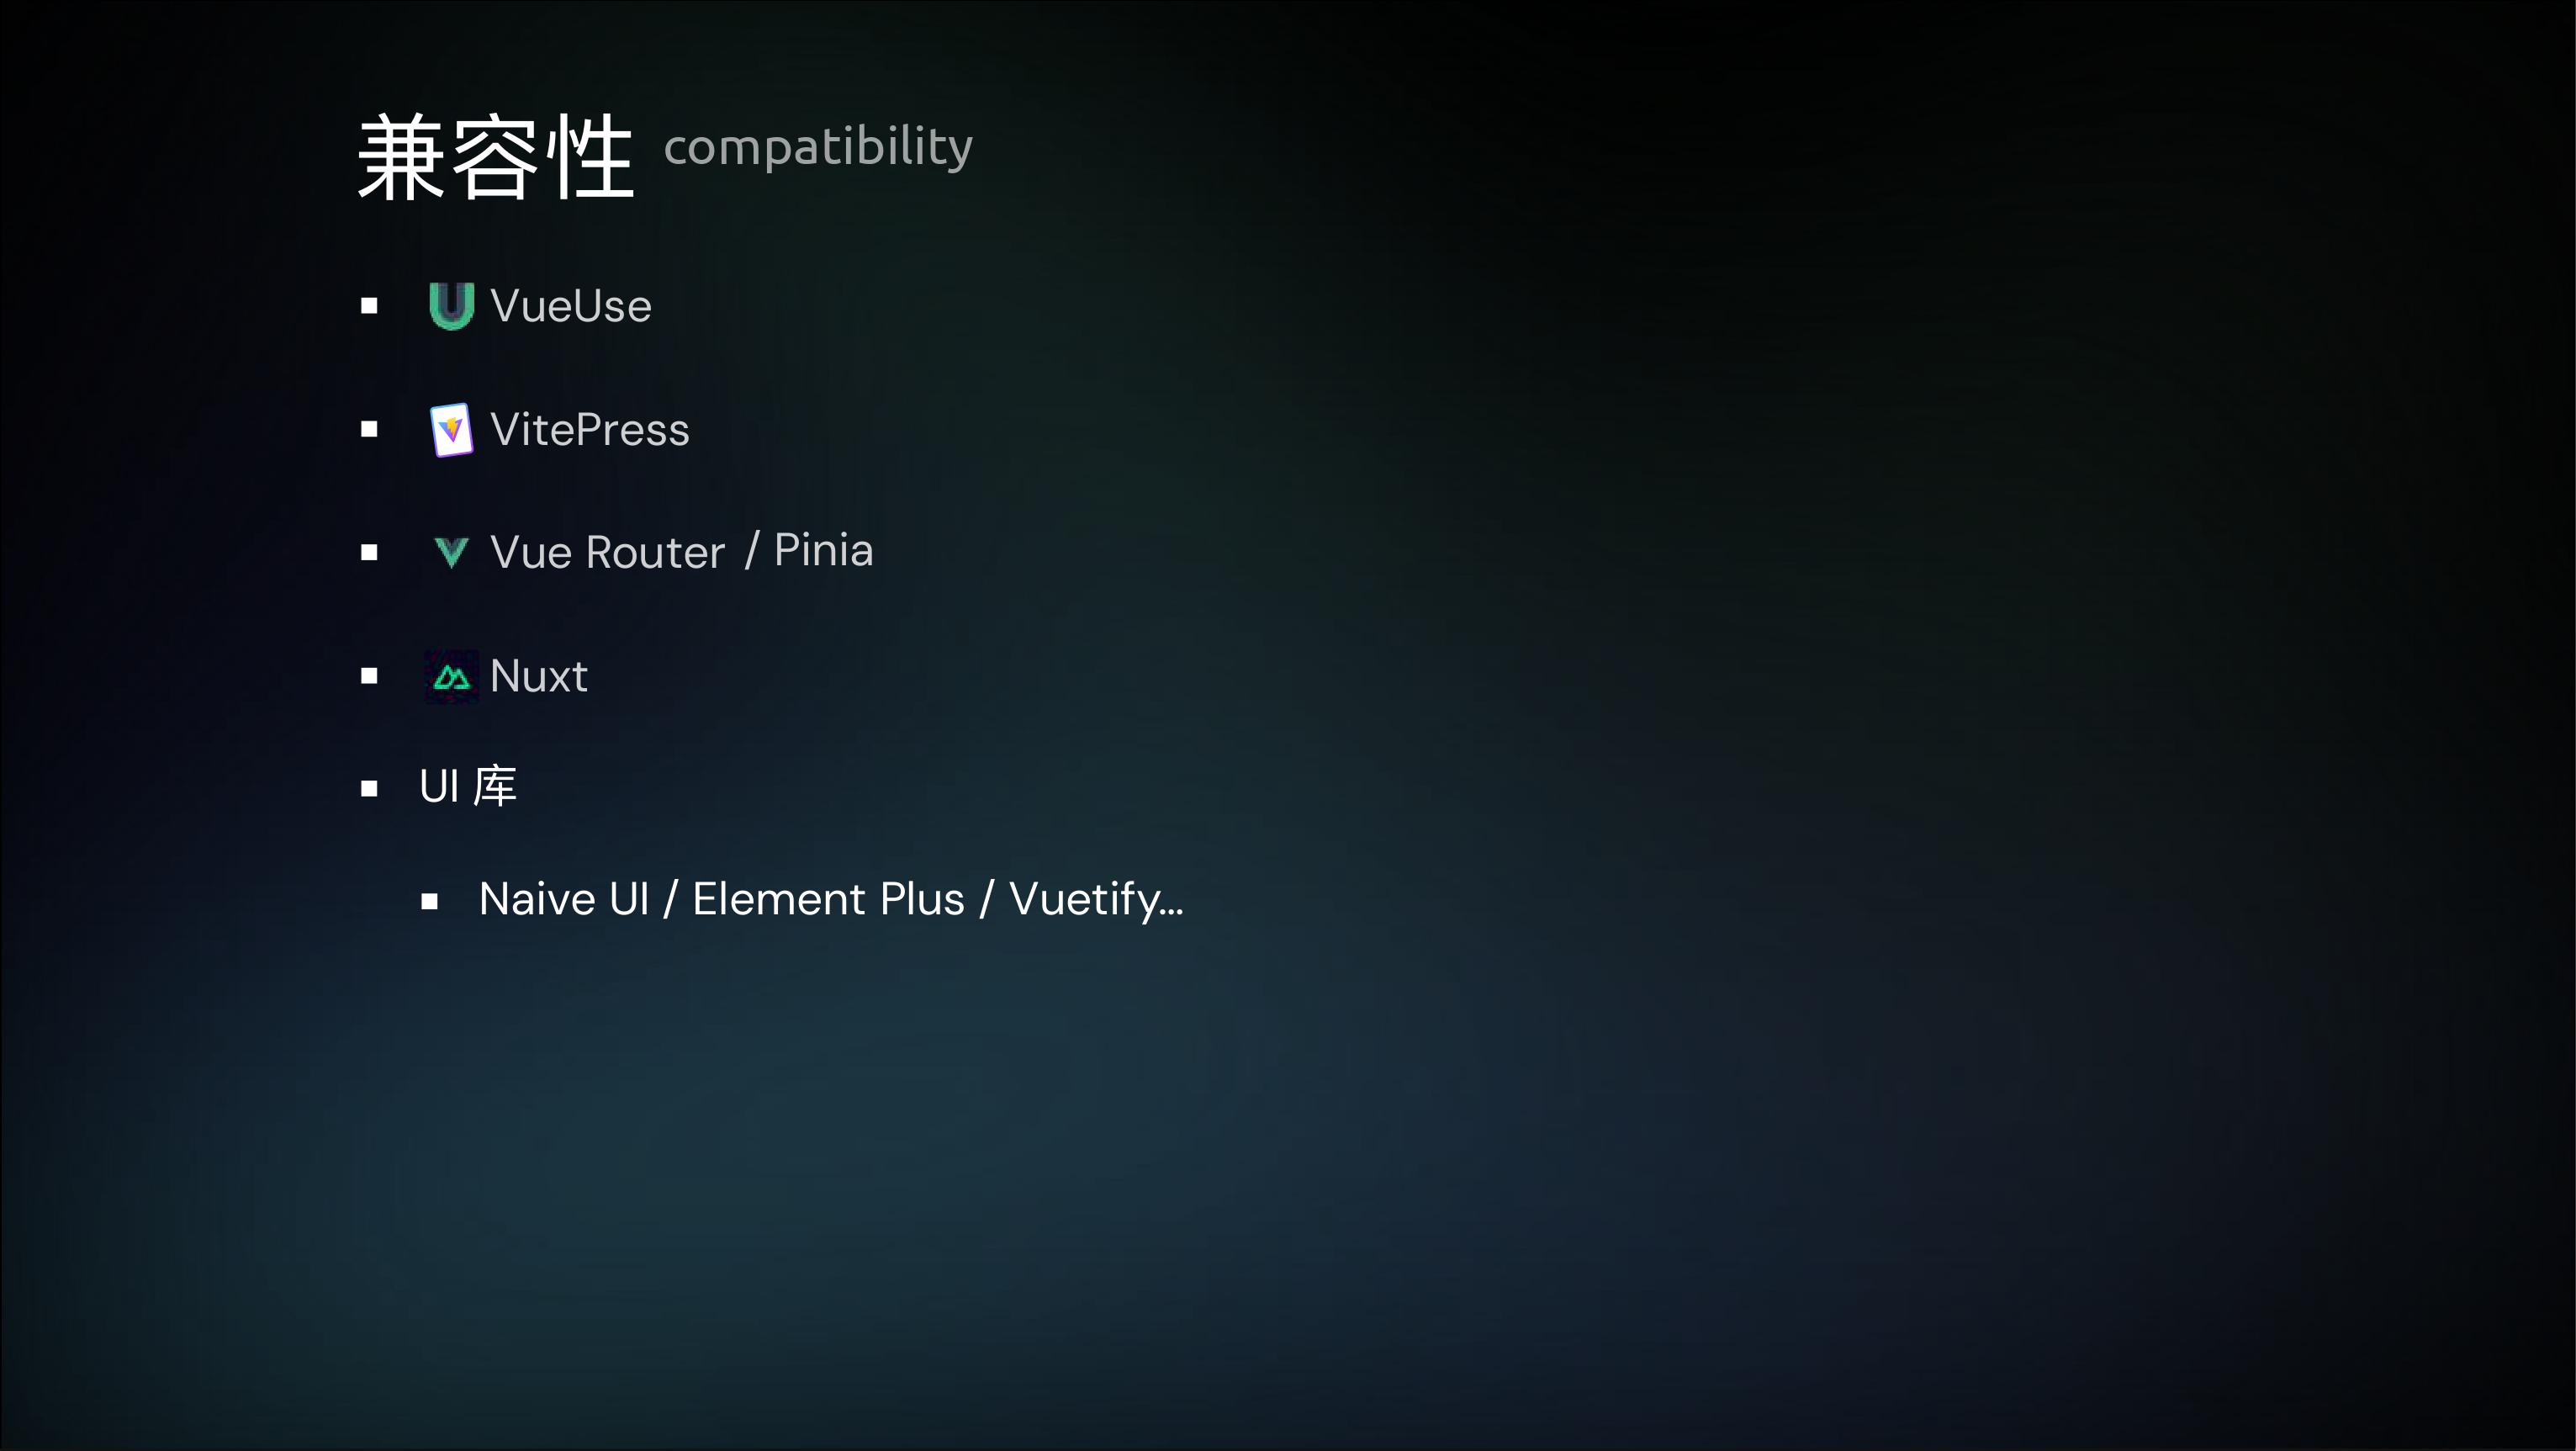 兼容性 compatibility
VueUse
VitePress
Vue Router / Pinia
Nuxt
UI 库
Naive UI / Element Plus / Vuetify...